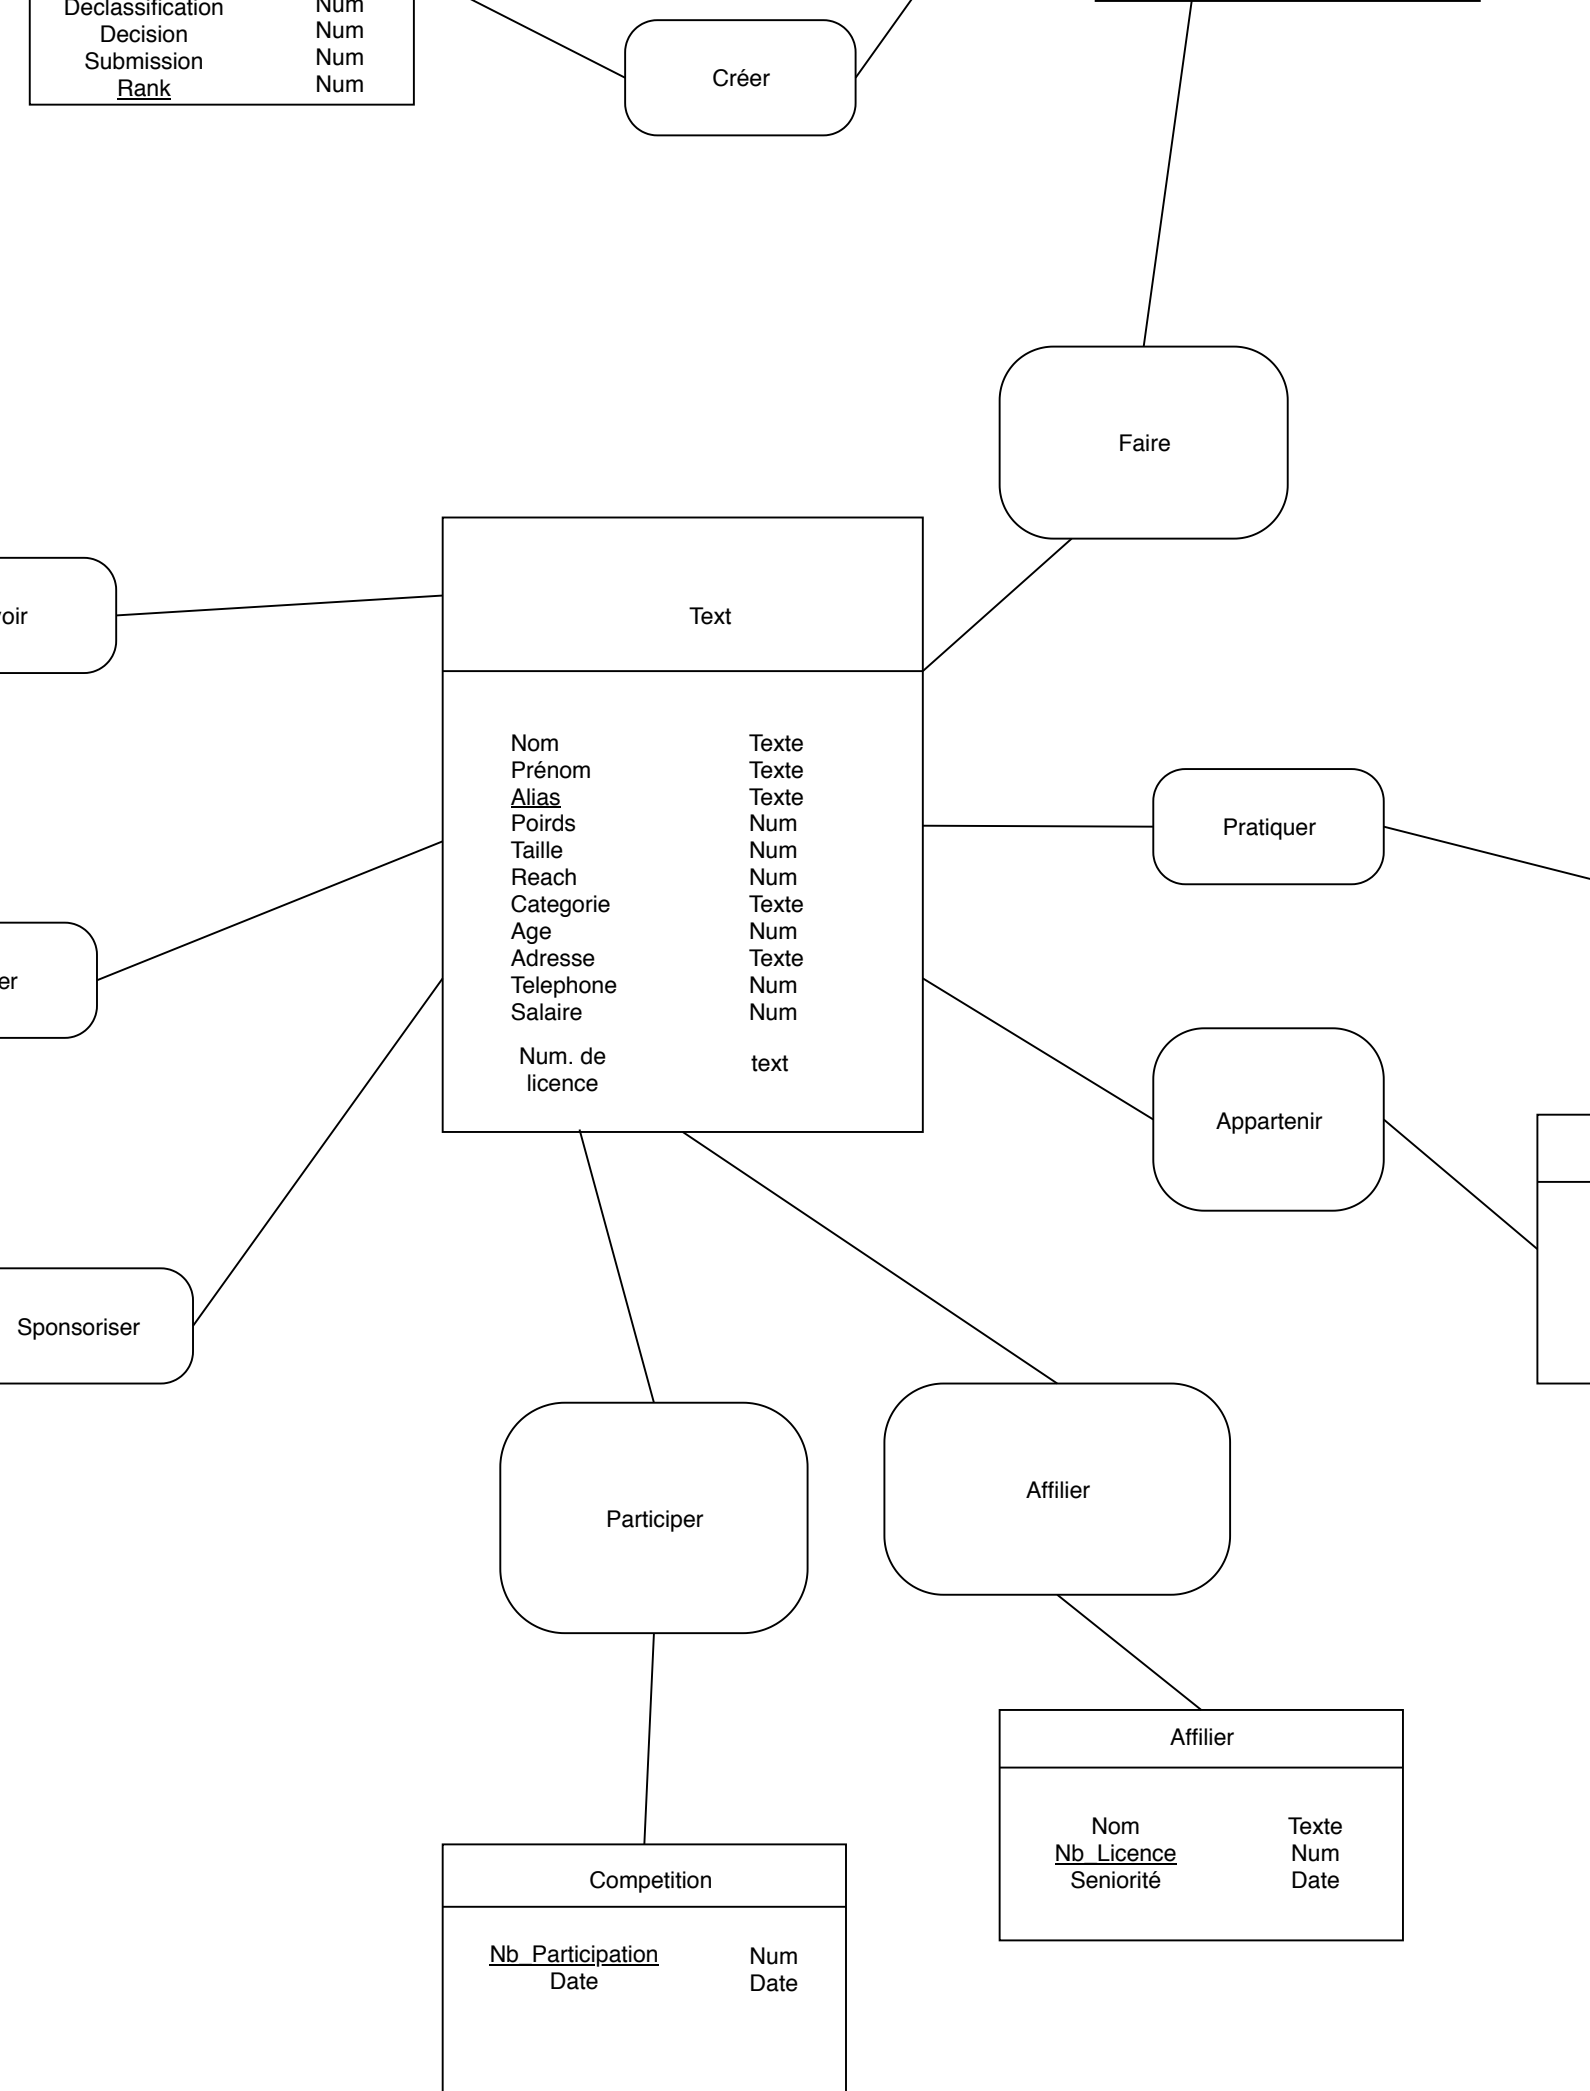 Declassification Num
Decision Num
Submission Num
Rank Num
Créer
Faire
oir
Text
Nom Texte
Prénom Texte
Alias Texte
Poirds Num
Taille Num
Reach Num
Categorie Texte
Age Num
Adresse Texte
Telephone Num
Salaire Num
Num. de
licence text
Pratiquer
er
Appartenir
Sponsoriser
Participer
Affilier
Affilier
Nom Texte
Nb_Licence Num
Seniorité Date
Competition
Nb_Participation Num
Date Date